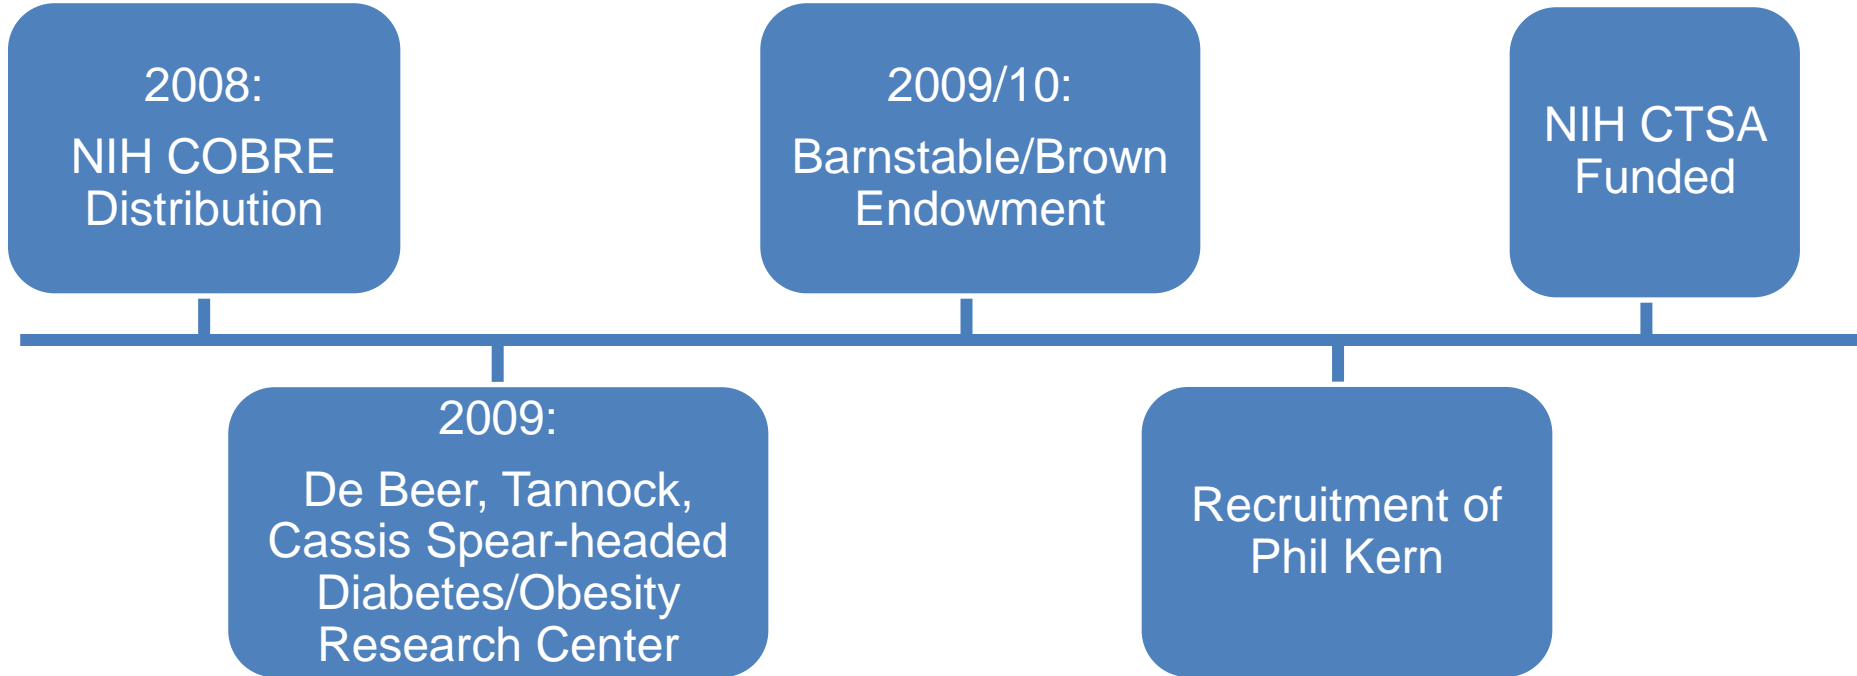 2008:
NIH COBRE
Distribution
2009:
De Beer, Tannock,
Cassis Spear-headed
Diabetes/Obesity
Research Center
2009/10:
Barnstable/Brown
Endowment
Recruitment of
Phil Kern
NIH CTSA
Funded